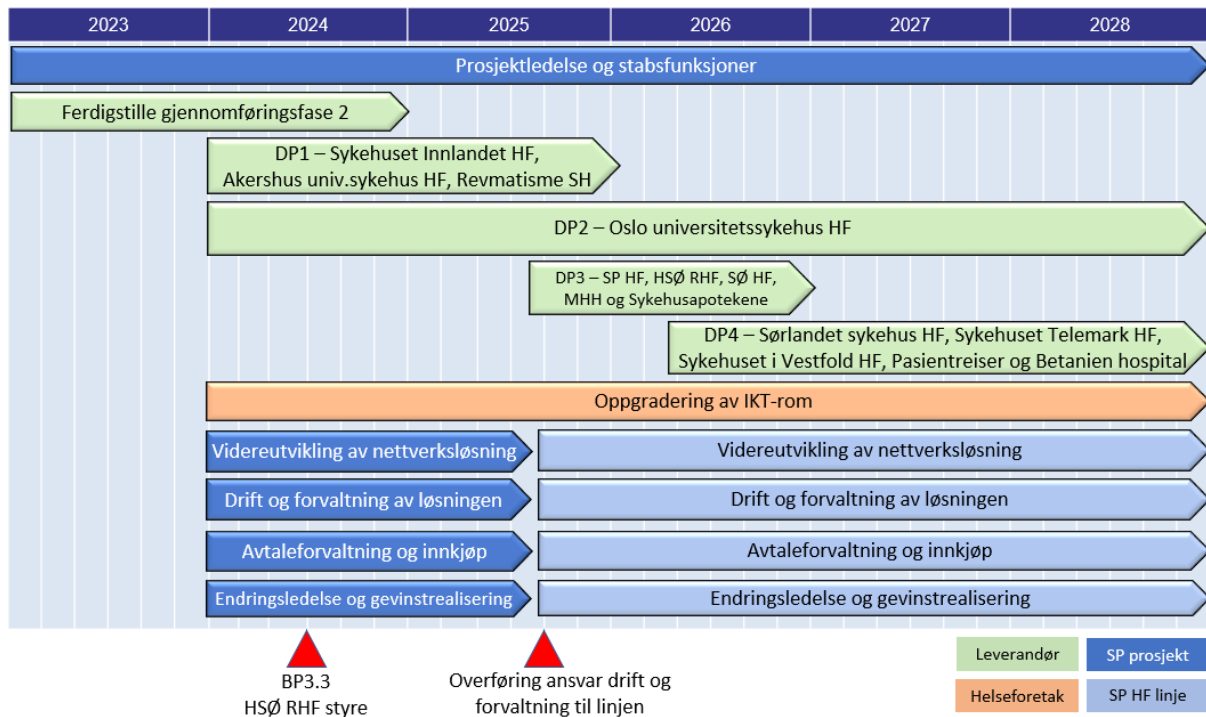 2023 2024 2025 2026 2027 2028
Prosjektledelse og stabsfunksjoner
Ferdigstille gjennomføringsfase 2
DP1 – Sykehuset Innlandet HF,
Akershus univ.sykehus HF, Revmatisme SH
DP2 – Oslo universitetssykehus HF
DP3 – SP HF, HSØ RHF, SØ HF,
MHH og Sykehusapotekene
DP4 – Sørlandet sykehus HF, Sykehuset Telemark HF,
Sykehuset i Vestfold HF, Pasientreiser og Betanien hospital
Oppgradering av IKT-rom
Videreutvikling av nettverksløsning
Videreutvikling av nettverksløsning
Drift og forvaltning av løsningen
Drift og forvaltning av løsningen
Avtaleforvaltning og innkjøp
Avtaleforvaltning og innkjøp
Endringsledelse og gevinstrealisering
Endringsledelse og gevinstrealisering
BP3.3
HSØ RHF styre
Overføring ansvar drift og
forvaltning til linjen
Leverandør
SP prosjekt
Helseforetak
SP HF linje